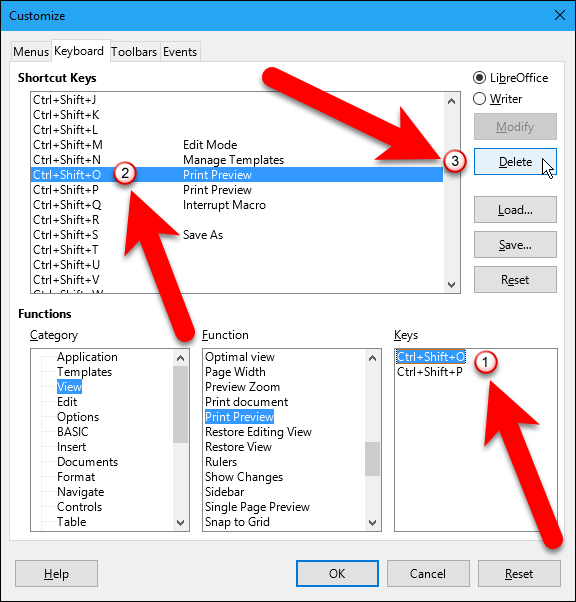 Customize
Menus Keyboard Toolbars Events
Shortcut Keys
Ctrl+Shift+J
Ctrl+Shift+K
Ctrl+Shift+L
Ctrl+Shift+M Edit Mode
Ctrl+Shift+N Manage Templates
Ctrl+Shift+O 2 Print Preview
Ctrl+Shift+P Print Preview
Ctrl+Shift+Q Interrupt Macro
Ctrl+Shift+R
Ctrl+Shift+S Save As
Ctrl+Shift+T
Ctrl+Shift+U
Ctrl+Shift+V
Ctrl+Shift+W
LibreOffice
Writer
Modify
3 Delete
Load...
Save...
Reset
Functions
Category
Application
Templates
View
Edit
Options
BASIC
Insert
Documents
Format
Navigate
Controls
Table
Function
Optimal view
Page Width
Preview Zoom
Print document
Print Preview
Restore Editing View
Restore View
Rulers
Show Changes
Sidebar
Single Page Preview
Snap to Grid
Keys
Ctrl+Shift+O 1
Ctrl+Shift+P
Help OK Cancel Reset